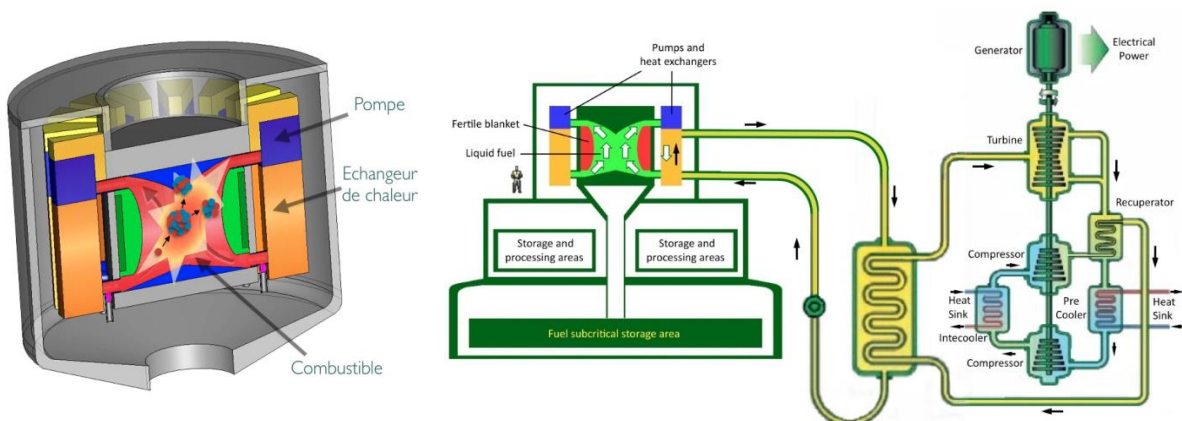 Pompe
Echangeur
de chaleur
Combustible
Pumps and
heat exchangers
Fertile blanket
Liquid fuel
Storage and
processing areas
Storage and
processing areas
Fuel subcritical storage area
Generator
Electrical
Power
Turbine
Recuperator
Compressor
Heat
Sink
Pre
Cooler
Heat
Sink
Intecooler
Compressor